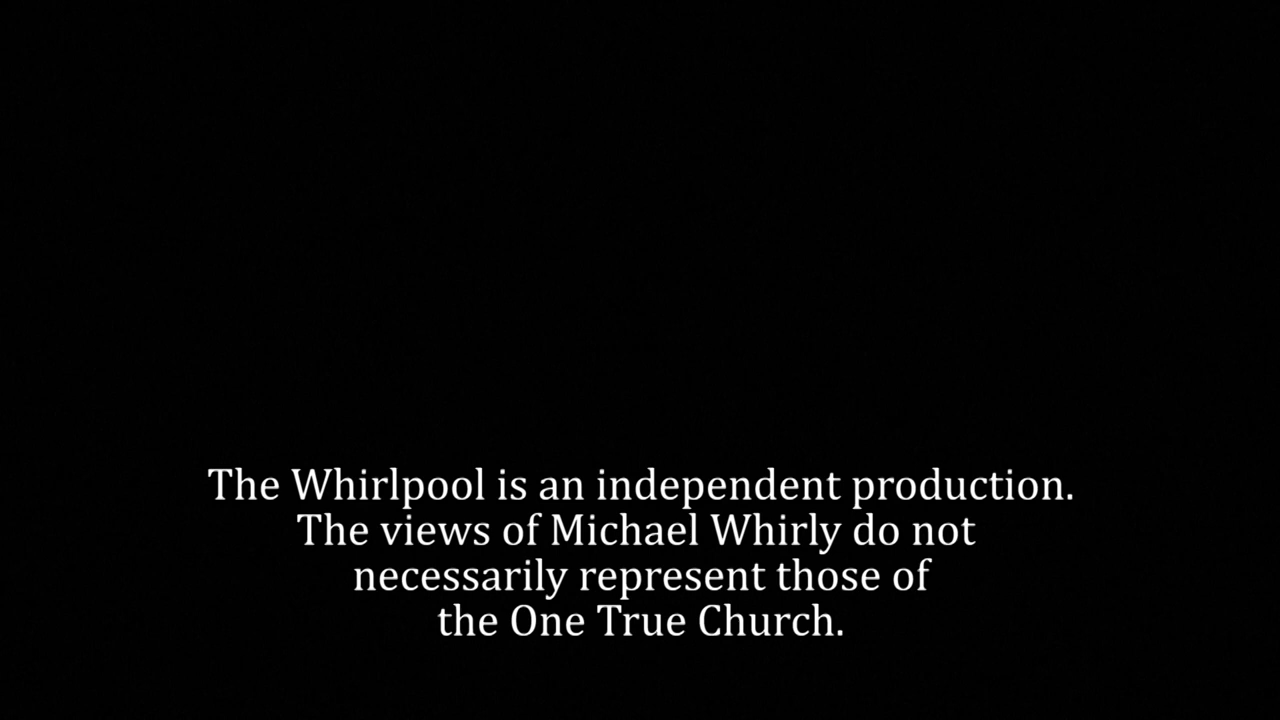 The Whirlpool is an independent production.
The views of Michael Whirly do not
necessarily represent those of
the One True Church.